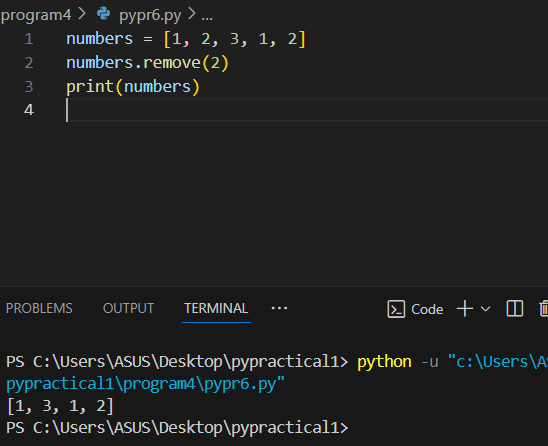 program4 > pypr6.py > ...
1 numbers = [1, 2, 3, 1, 2]
2 numbers.remove(2)
3 print(numbers)
4
PROBLEMS OUTPUT TERMINAL ... Code
PS C:\Users\ASUS\Desktop\pypractical1> python -u "c:\Users\AS
pypractical1\program4\pypr6.py"
[1, 3, 1, 2]
PS C:\Users\ASUS\Desktop\pypractical1>